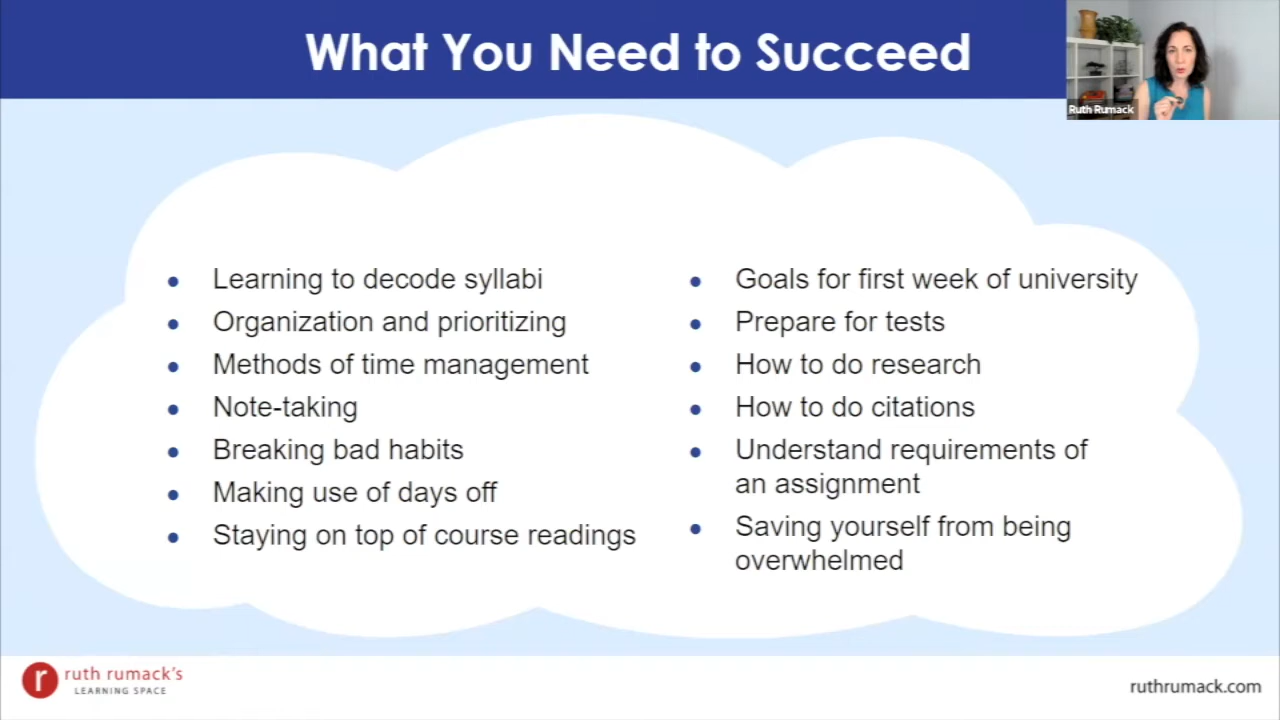 What You Need to Succeed
Ruth Rumack
Learning to decode syllabi
Organization and prioritizing
Methods of time management
Note-taking
Breaking bad habits
Making use of days off
Staying on top of course readings
Goals for first week of university
Prepare for tests
How to do research
How to do citations
Understand requirements of
an assignment
Saving yourself from being
overwhelmed
r
ruth rumack's
LEARNING SPACE
ruthrumack.com